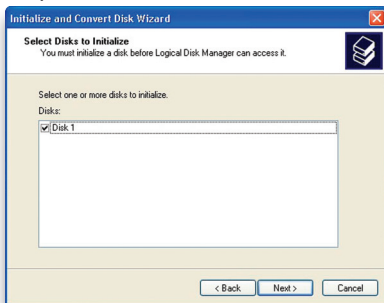 Initialize and Convert Disk Wizard
Select Disks to Initialize
You must initialize a disk before Logical Disk Manager can access it.
Select one or more disks to initialize.
Disks:
Disk 1
< Back
Next >
Cancel